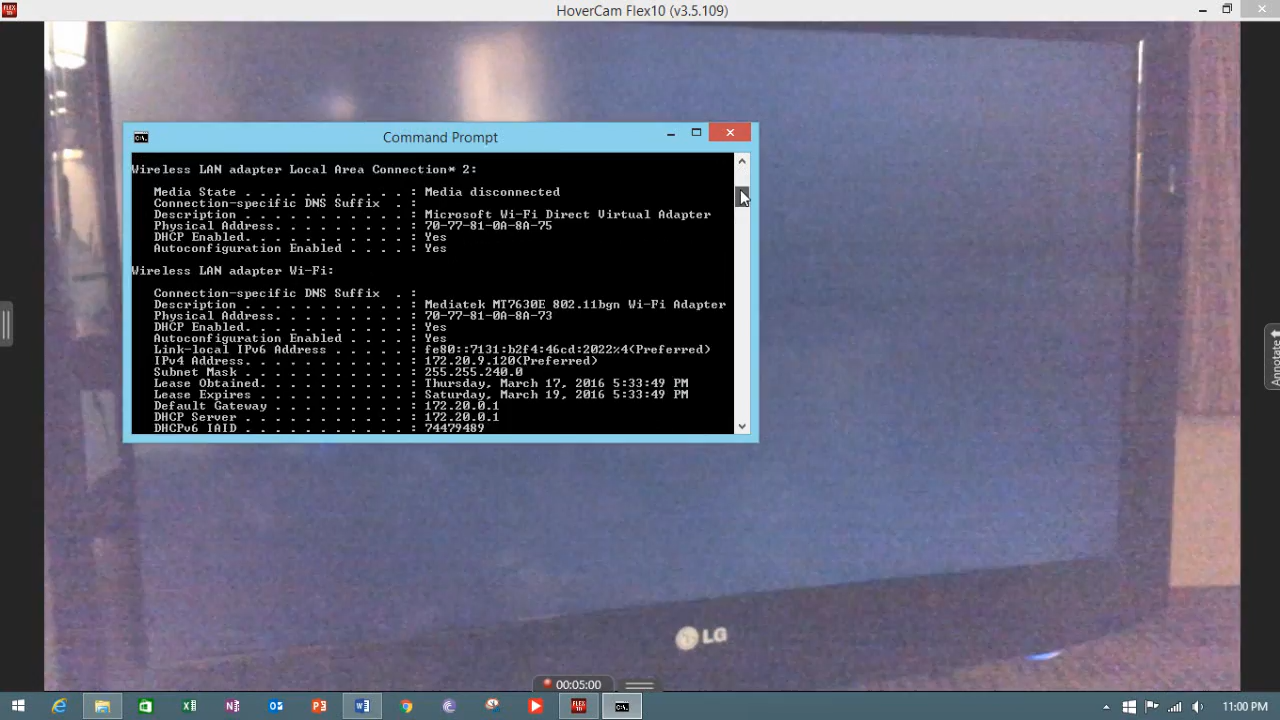 HoverCam Flex10 (v3.5.109)
Command Prompt
Wireless LAN adapter Local Area Connection* 2:
Media State . . . . . . . . . . . : Media disconnected
Connection-specific DNS Suffix  . :
Description . . . . . . . . . . . : Microsoft Wi-Fi Direct Virtual Adapter
Physical Address. . . . . . . . . : 70-77-81-0A-8A-75
DHCP Enabled. . . . . . . . . . . : Yes
Autoconfiguration Enabled . . . . : Yes
Wireless LAN adapter Wi-Fi:
Connection-specific DNS Suffix  . :
Description . . . . . . . . . . . : Mediatek MT7630E 802.11bgn Wi-Fi Adapter
Physical Address. . . . . . . . . : 70-77-81-0A-8A-73
DHCP Enabled. . . . . . . . . . . : Yes
Autoconfiguration Enabled . . . . : Yes
Link-local IPv6 Address . . . . . : fe80::7131:b2f4:46cd:2022%4(Preferred)
IPv4 Address. . . . . . . . . . . : 172.20.9.120(Preferred)
Subnet Mask . . . . . . . . . . . : 255.255.240.0
Lease Obtained. . . . . . . . . . : Thursday, March 17, 2016 5:33:49 PM
Lease Expires . . . . . . . . . . : Saturday, March 19, 2016 5:33:49 PM
Default Gateway . . . . . . . . . : 172.20.0.1
DHCP Server . . . . . . . . . . . : 172.20.0.1
DHCPv6 IAID . . . . . . . . . . . : 74479489
Annotate
LG
00:05:00
11:00 PM